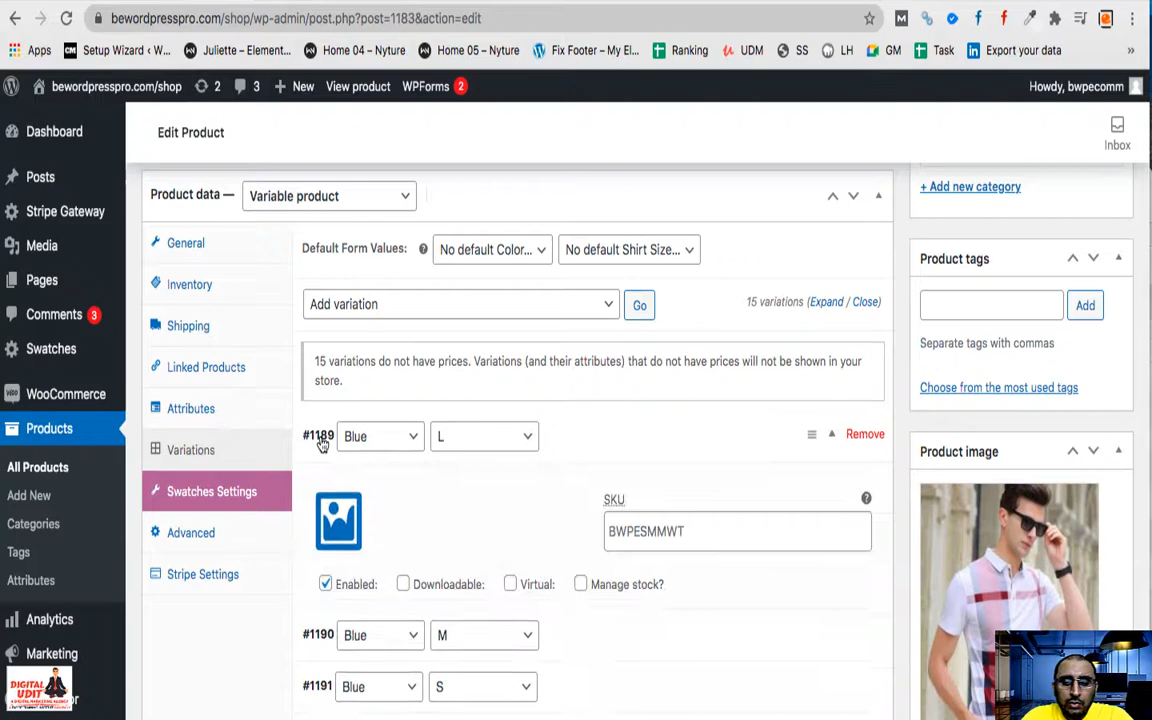 bewordpresspro.com/shop/wp-admin/post.php?post=1183&action=edit
Apps
Setup Wizard ‹ W...
Juliette – Element...
Home 04 – Nyture
Home 05 – Nyture
Fix Footer – My El...
Ranking
UDM
SS
LH
GM
Task
Export your data
»
bewordpresspro.com/shop
2
3
New
View product
WPForms 2
Howdy, bwpecomm
Dashboard
Posts
Stripe Gateway
Media
Pages
Comments 3
Swatches
WooCommerce
Products
All Products
Add New
Categories
Tags
Attributes
Analytics
Marketing
DIGITAL
UDIT
Edit Product
Inbox
Product data —
Variable product
General
Inventory
Shipping
Linked Products
Attributes
Variations
Swatches Settings
Advanced
Stripe Settings
Default Form Values:
No default Color...
No default Shirt Size...
Add variation
Go
15 variations (Expand / Close)
15 variations do not have prices. Variations (and their attributes) that do not have prices will not be shown in your
store.
#1189
Blue
L
Remove
SKU
BWPESMMWT
Enabled:
Downloadable:
Virtual:
Manage stock?
#1190
Blue
M
#1191
Blue
S
+ Add new category
Product tags
Add
Separate tags with commas
Choose from the most used tags
Product image